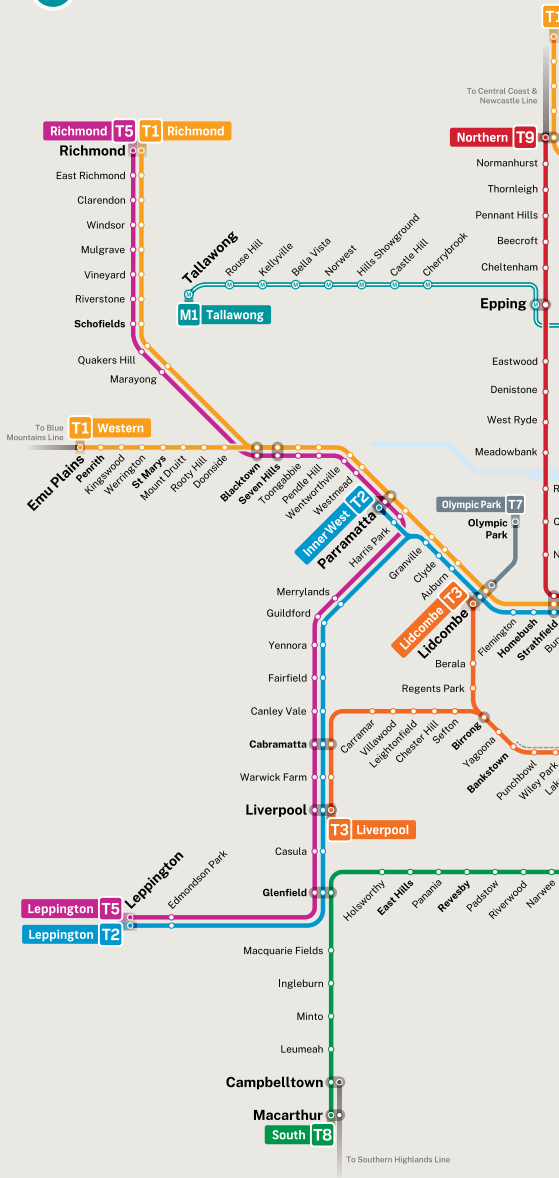 T1
To Central Coast &
Newcastle Line
Richmond T5
T1 Richmond
Northern T9
Richmond
Normanhurst
East Richmond
Thornleigh
Clarendon
Pennant Hills
Windsor
Beecroft
Mulgrave
Cheltenham
Vineyard
Riverstone
Schofields
Quakers Hill
Marayong
Tallawong
Rouse Hill
Kellyville
Bella Vista
Norwest
Hills Showground
Castle Hill
Cherrybrook
M1 Tallawong
Epping
Eastwood
Denistone
West Ryde
Meadowbank
R
C
N
To Blue
Mountains Line
T1 Western
Emu Plains
Penrith
Kingswood
Werrington
St Marys
Mount Druitt
Rooty Hill
Doonside
Blacktown
Seven Hills
Toongabbie
Pendle Hill
Wentworthville
Westmead
Inner West T2
Parramatta
Harris Park
Granville
Clyde
Auburn
Olympic Park T7
Olympic
Park
Lidcombe T3
Lidcombe
Flemington
Homebush
Strathfield
Bur
Merrylands
Guildford
Yennora
Fairfield
Canley Vale
Cabramatta
Warwick Farm
Liverpool
T3 Liverpool
Casula
Glenfield
Berala
Regents Park
Carramar
Villawood
Leightonfield
Chester Hill
Sefton
Birrong
Yagoona
Bankstown
Punchbowl
Wiley Park
Lak
Leppington T5
Leppington T2
Leppington
Edmondson Park
Holsworthy
East Hills
Panania
Revesby
Padstow
Riverwood
Narwee
Macquarie Fields
Ingleburn
Minto
Leumeah
Campbelltown
Macarthur
South T8
To Southern Highlands Line